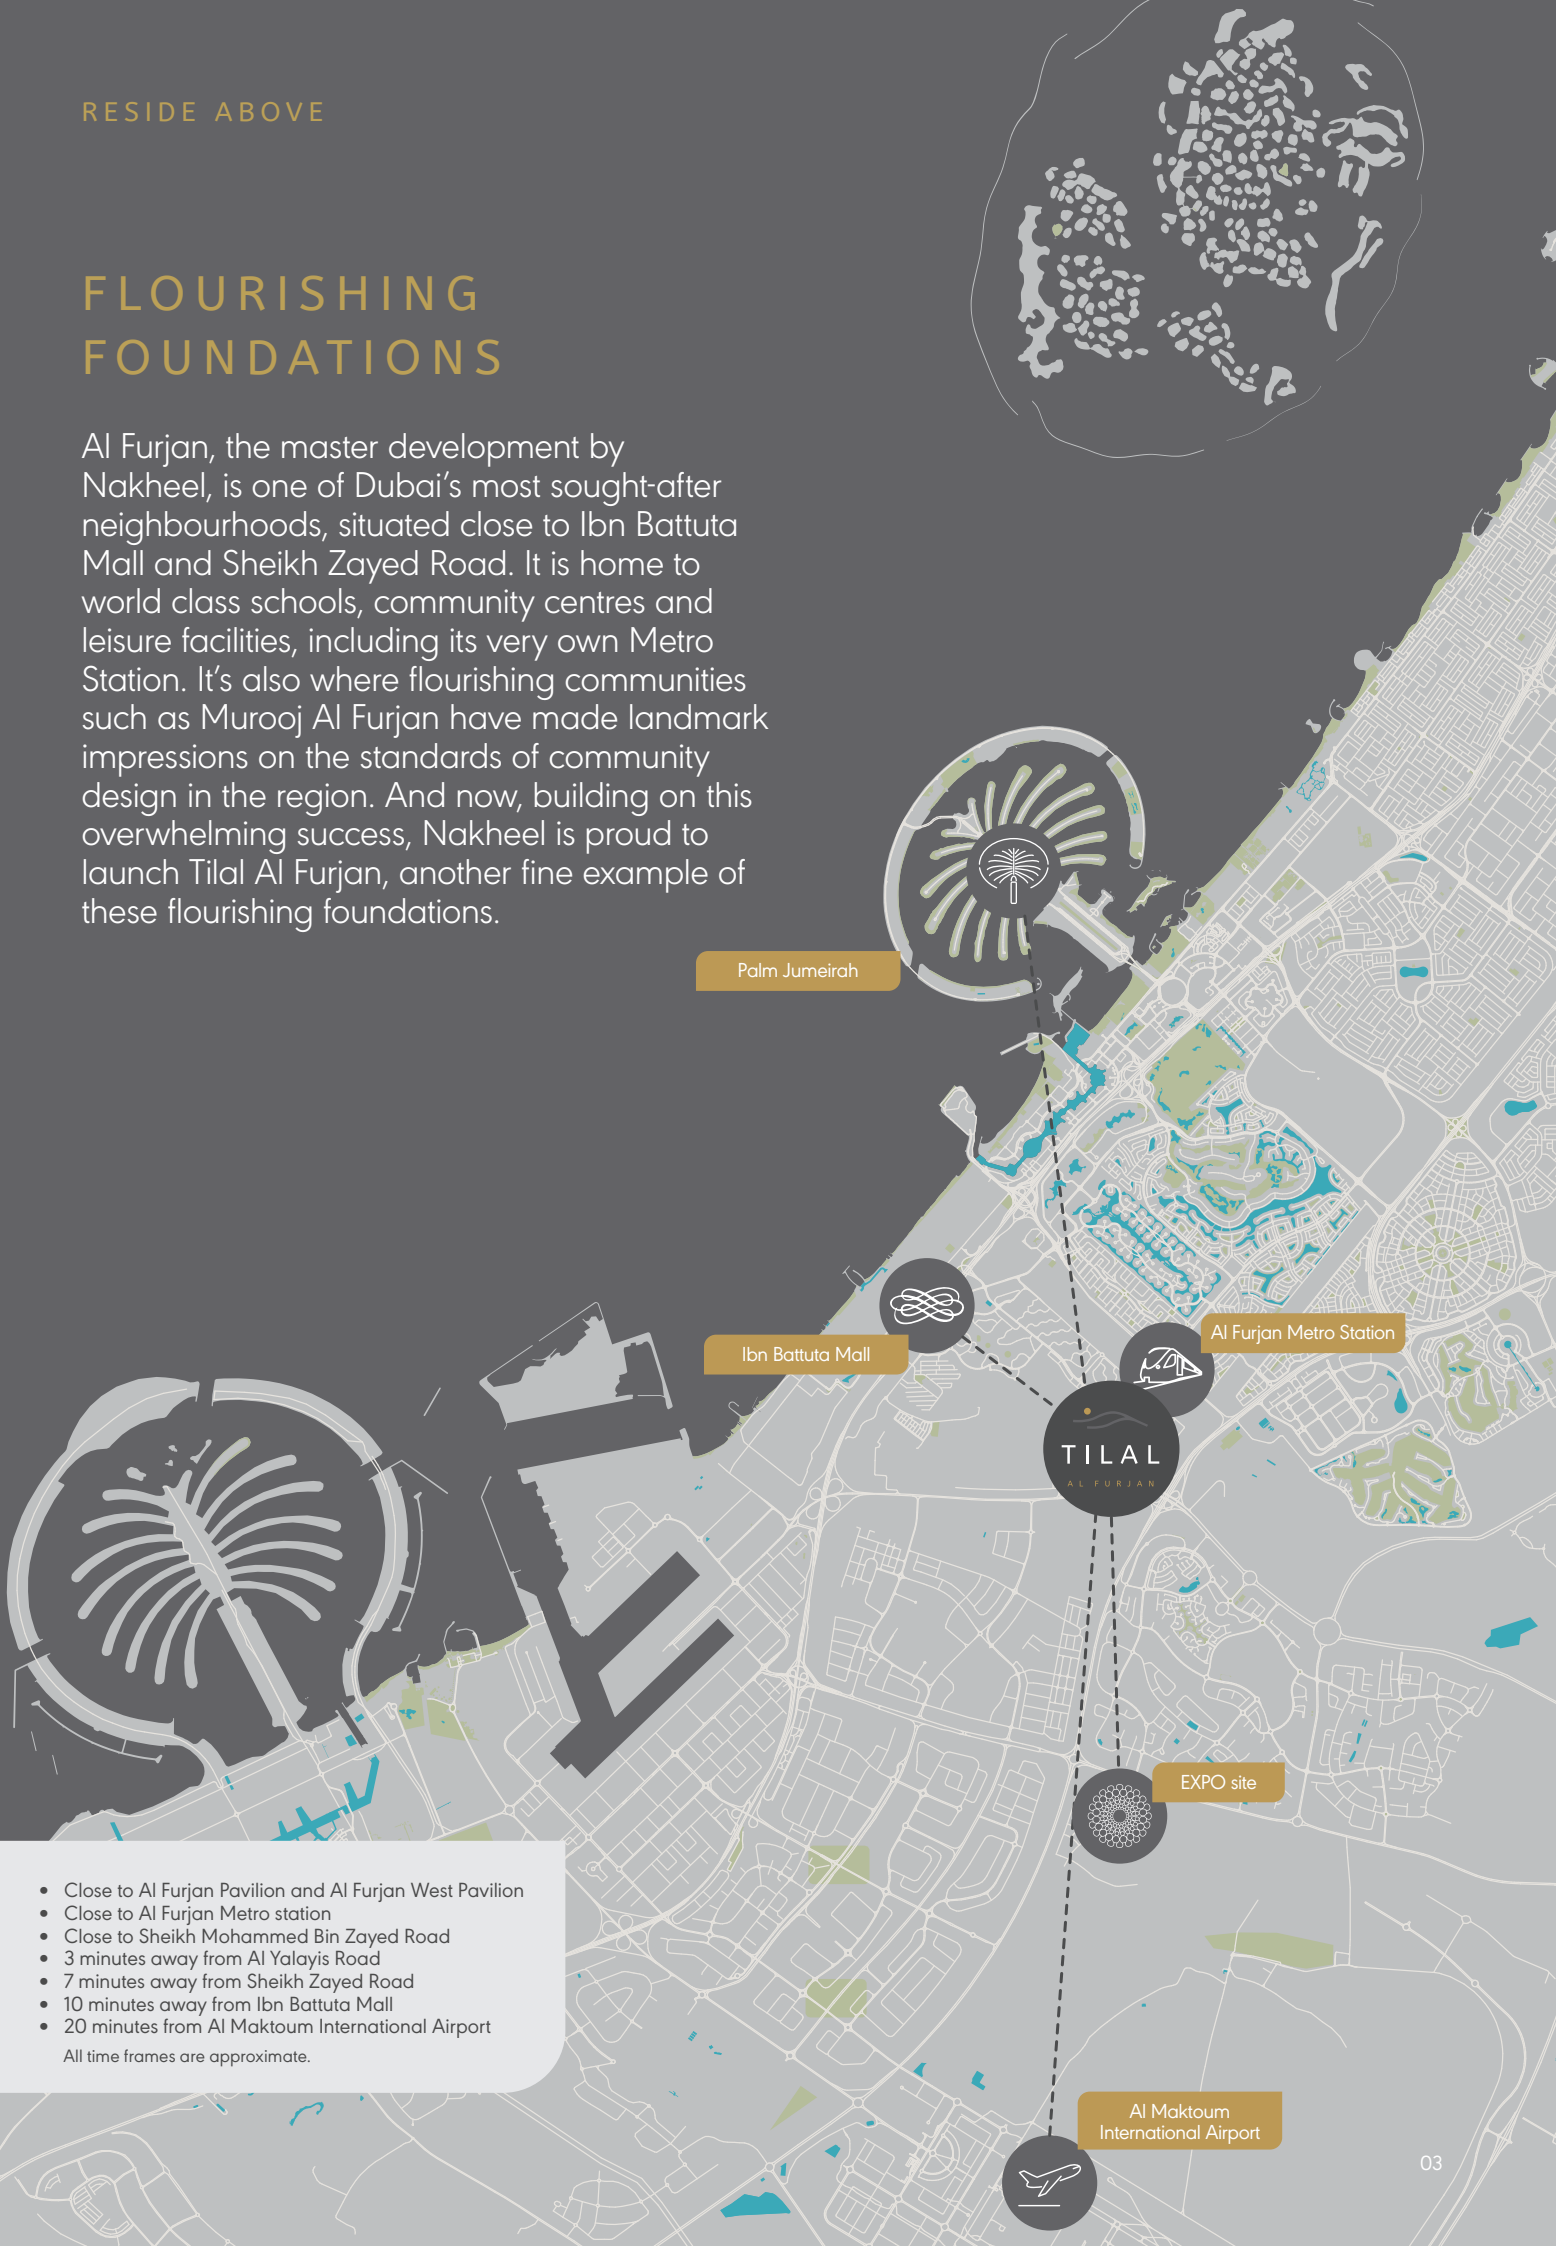 RESIDE ABOVE
FLOURISHING
FOUNDATIONS
Al Furjan, the master development by
Nakheel, is one of Dubai’s most sought-after
neighbourhoods, situated close to Ibn Battuta
Mall and Sheikh Zayed Road. It is home to
world class schools, community centres and
leisure facilities, including its very own Metro
Station. It’s also where flourishing communities
such as Murooj Al Furjan have made landmark
impressions on the standards of community
design in the region. And now, building on this
overwhelming success, Nakheel is proud to
launch Tilal Al Furjan, another fine example of
these flourishing foundations.
Palm Jumeirah
Al Furjan Metro Station
Ibn Battuta Mall
TILAL
AL FURJAN
EXPO site
• Close to Al Furjan Pavilion and Al Furjan West Pavilion
• Close to Al Furjan Metro station
• Close to Sheikh Mohammed Bin Zayed Road
• 3 minutes away from Al Yalayis Road
• 7 minutes away from Sheikh Zayed Road
• 10 minutes away from Ibn Battuta Mall
• 20 minutes from Al Maktoum International Airport
All time frames are approximate.
Al Maktoum
International Airport
03